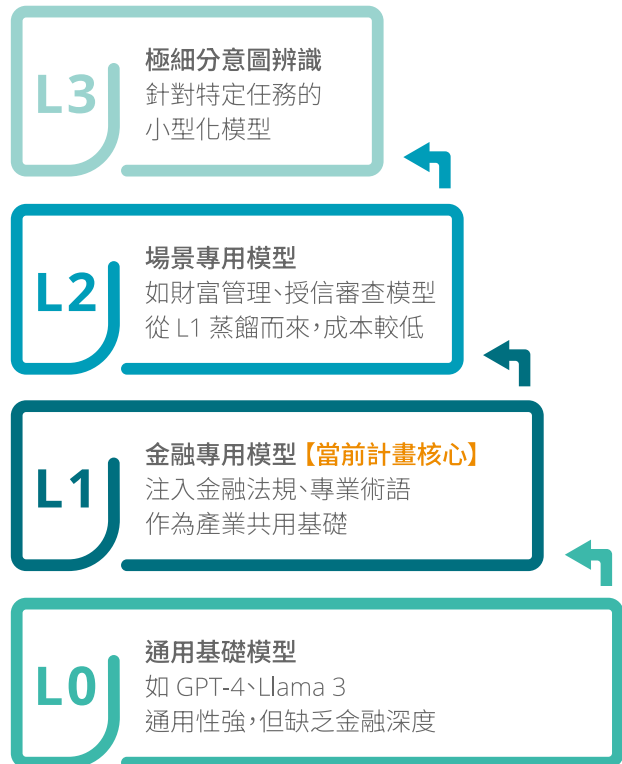 L3
極細分意圖辨識
針對特定任務的
小型化模型
L2
場景專用模型
如財富管理、授信審查模型
從 L1 蒸餾而來，成本較低
L1
金融專用模型【當前計畫核心】
注入金融法規、專業術語
作為產業共用基礎
L0
通用基礎模型
如 GPT-4、Llama 3
通用性強，但缺乏金融深度